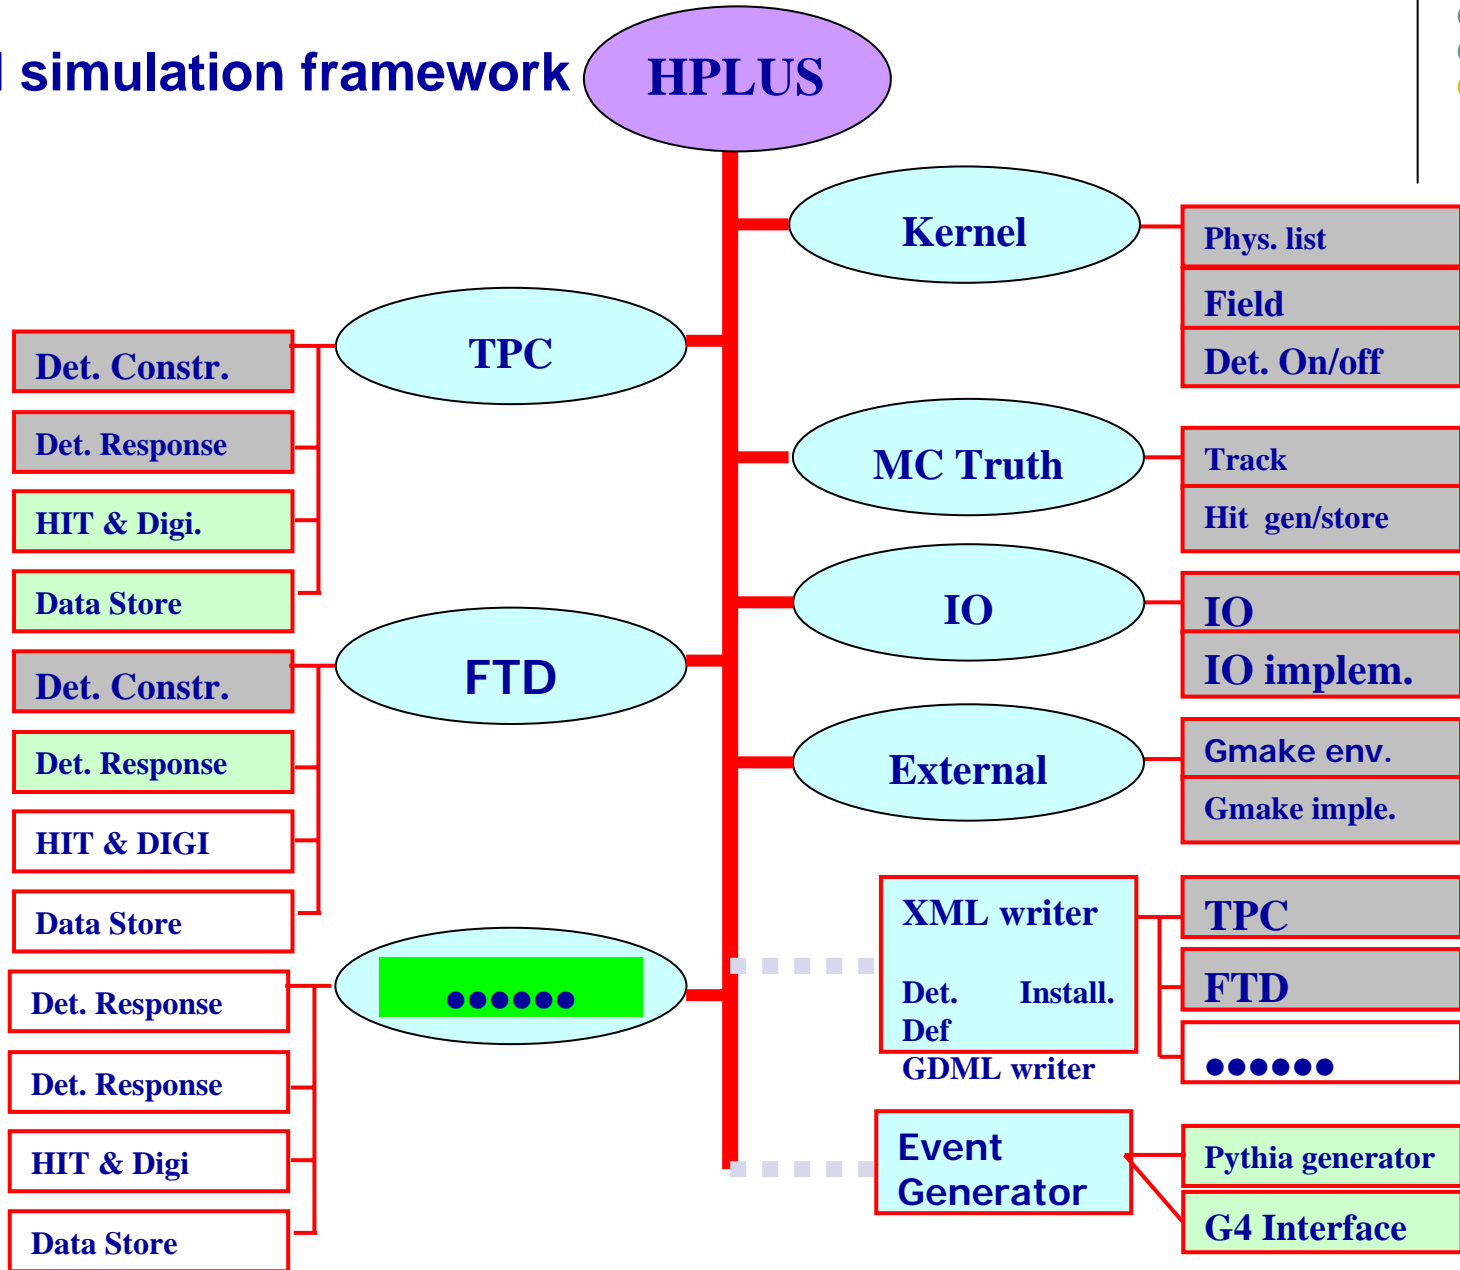 simulation framework
HPLUS
Kernel
Phys. list
Field
Det. On/off
TPC
Det. Constr.
Det. Response
HIT & Digi.
Data Store
MC Truth
Track
Hit gen/store
IO
IO
IO implem.
FTD
Det. Constr.
Det. Response
HIT & DIGI
Data Store
External
Gmake env.
Gmake imple.
●●●●●●
Det. Response
Det. Response
HIT & Digi
Data Store
XML writer
Det. Install.
Def
GDML writer
TPC
FTD
●●●●●●
Event
Generator
Pythia generator
G4 Interface